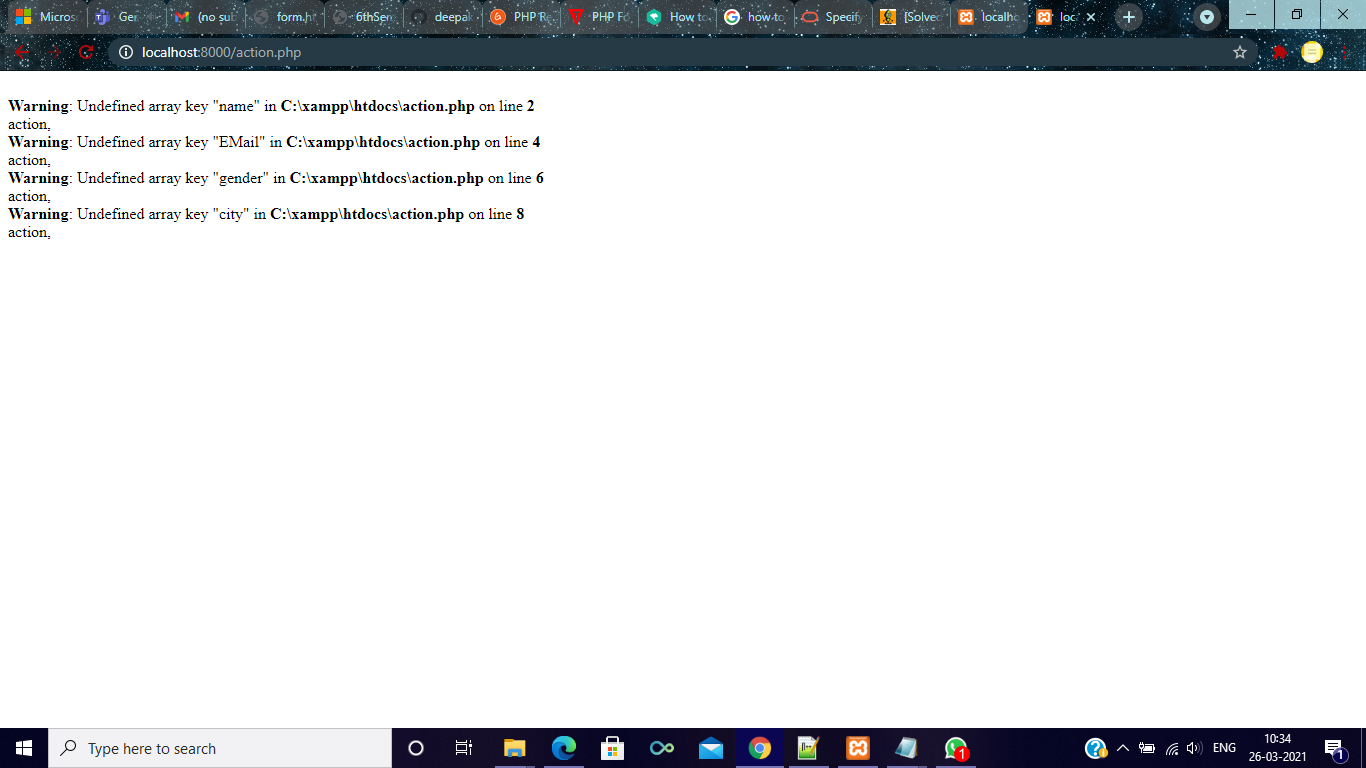 Micros
Ger
(no sub
form.ht
6thSem
deepak
PHP Re
PHP Fo
How to
how to
Specify
[Solved
localho
loc
localhost:8000/action.php
Warning: Undefined array key "name" in C:\xampp\htdocs\action.php on line 2
action,
Warning: Undefined array key "EMail" in C:\xampp\htdocs\action.php on line 4
action,
Warning: Undefined array key "gender" in C:\xampp\htdocs\action.php on line 6
action,
Warning: Undefined array key "city" in C:\xampp\htdocs\action.php on line 8
action,
Type here to search
1
ENG
10:34
26-03-2021
1